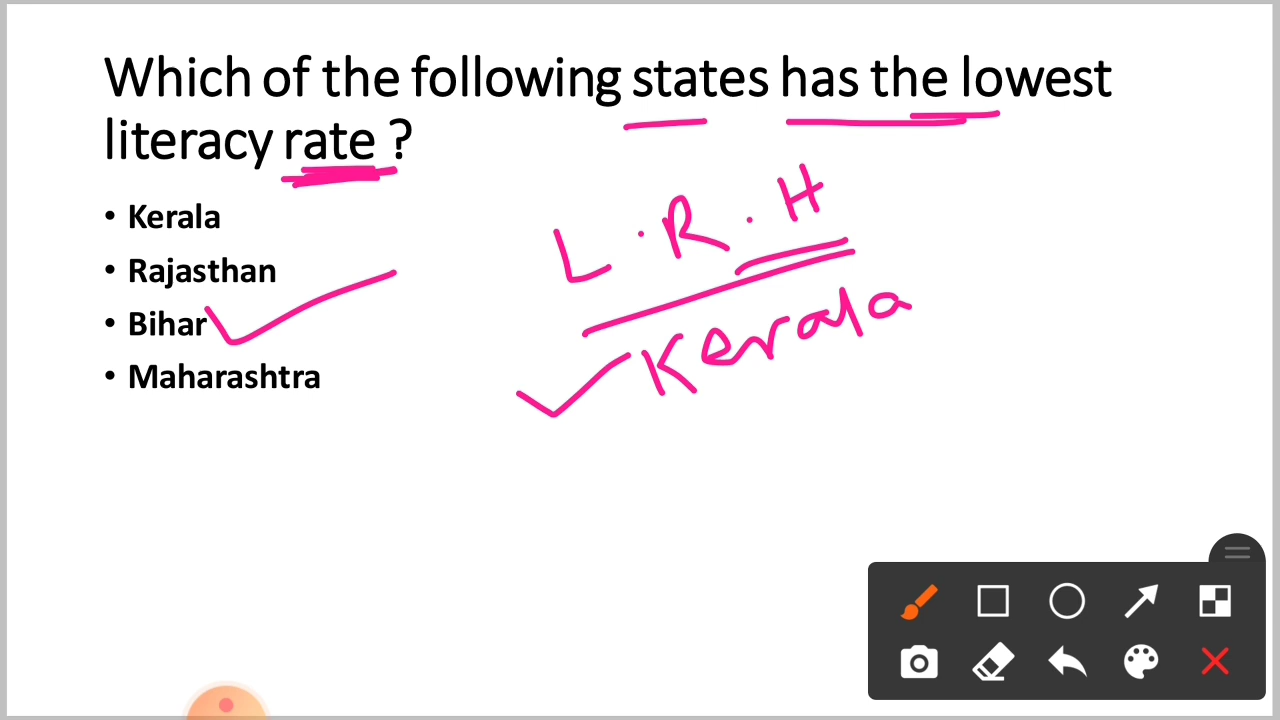 Which of the following states has the lowest
literacy rate ?
• Kerala
• Rajasthan
• Bihar
• Maharashtra
L.R.H
Kerala